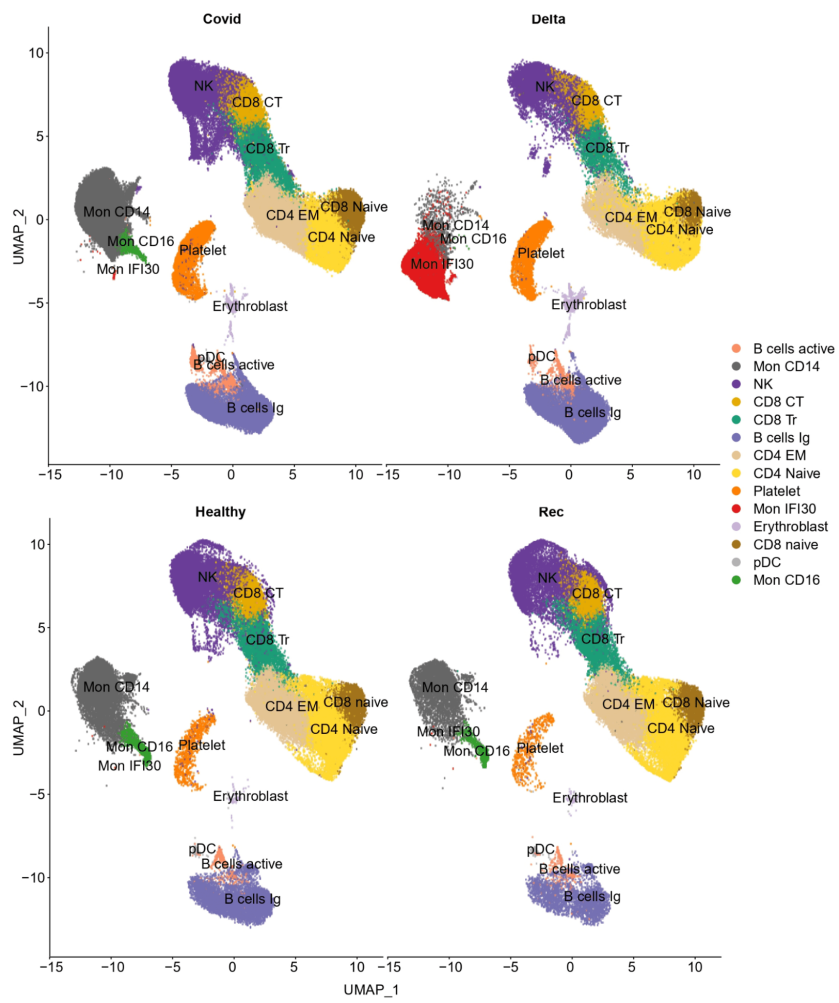 Covid
Delta
10
5
0
−5
−10
UMAP_2
NK
CD8 CT
CD8 Tr
Mon CD14
Mon CD16
Mon IFI30
CD8 Naive
CD4 EM
CD4 Naive
Platelet
Erythroblast
pDC
B cells active
B cells Ig
−15 −10 −5 0 5 10
NK
CD8 CT
CD8 Tr
Mon CD14
Mon CD16
Mon IFI30
CD8 Naive
CD4 EM
CD4 Naive
Platelet
Erythroblast
pDC
B cells active
B cells Ig
−15 −10 −5 0 5 10
B cells active
Mon CD14
NK
CD8 CT
CD8 Tr
B cells Ig
CD4 EM
CD4 Naive
Platelet
Mon IFI30
Erythroblast
CD8 naive
pDC
Mon CD16
Healthy
Rec
10
5
0
−5
−10
UMAP_2
NK
CD8 CT
CD8 Tr
Mon CD14
CD8 naive
CD4 EM
CD4 Naive
Mon CD16
Platelet
Mon IFI30
Erythroblast
pDC
B cells active
B cells Ig
−15 −10 −5 0 5 10
NK
CD8 CT
CD8 Tr
Mon CD14
CD8 Naive
CD4 EM
Mon IFI30
CD4 Naive
Mon CD16
Platelet
Erythroblast
pDC
B cells active
B cells Ig
−15 −10 −5 0 5 10
UMAP_1